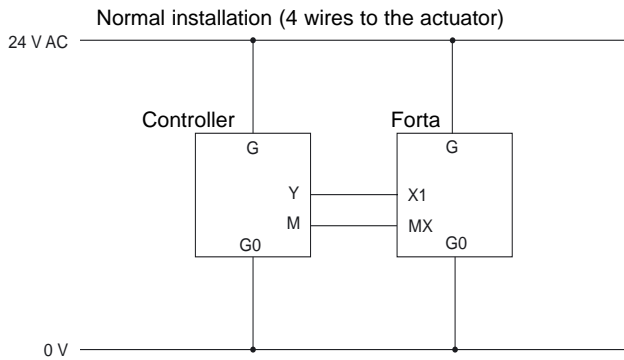 Normal installation (4 wires to the actuator)
24 V AC
Controller
Forta
G
G
Y
X1
M
MX
G0
G0
0 V